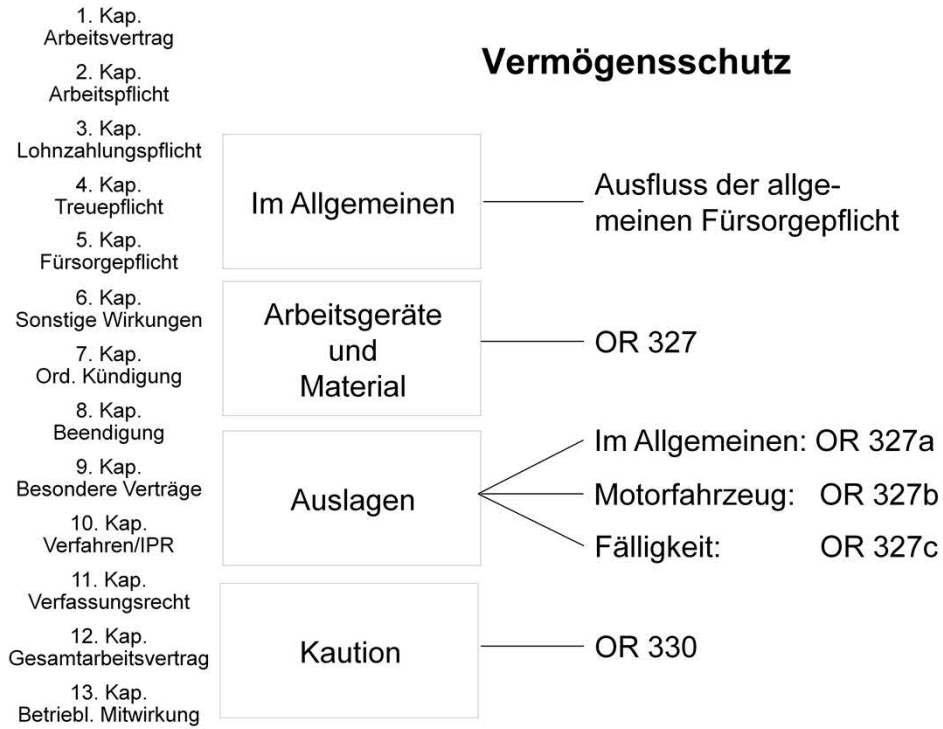 1. Kap.
Arbeitsvertrag
2. Kap.
Arbeitspflicht
3. Kap.
Lohnzahlungspflicht
4. Kap.
Treuepflicht
5. Kap.
Fürsorgepflicht
6. Kap.
Sonstige Wirkungen
7. Kap.
Ord. Kündigung
8. Kap.
Beendigung
9. Kap.
Besondere Verträge
10. Kap.
Verfahren/IPR
11. Kap.
Verfassungsrecht
12. Kap.
Gesamtarbeitsvertrag
13. Kap.
Betriebl. Mitwirkung
Vermögensschutz
Im Allgemeinen
Ausfluss der allge-
meinen Fürsorgepflicht
Arbeitsgeräte
und
Material
OR 327
Auslagen
Im Allgemeinen: OR 327a
Motorfahrzeug: OR 327b
Fälligkeit: OR 327c
Kaution
OR 330